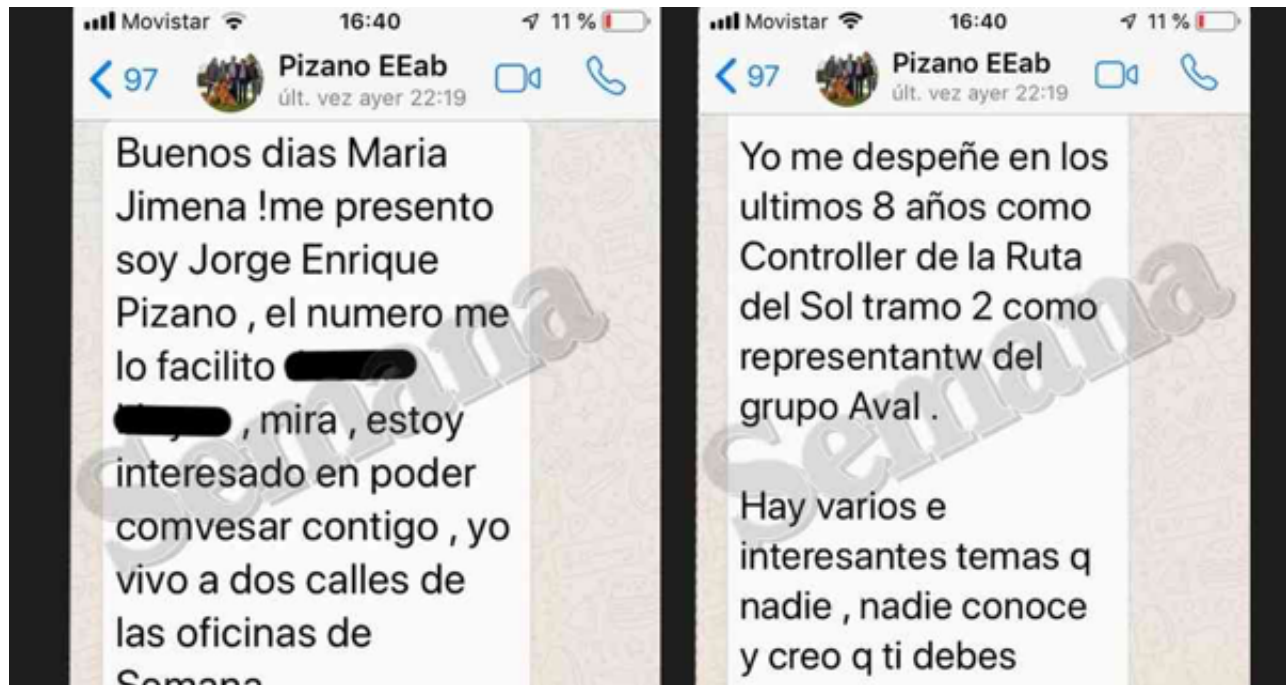 Movistar 16:40 11 %
97 Pizano EEab
últ. vez ayer 22:19
Buenos dias Maria
Jimena !me presento
soy Jorge Enrique
Pizano , el numero me
lo facilito
, mira , estoy
interesado en poder
comvesar contigo , yo
vivo a dos calles de
las oficinas de
Semana
Semana
Movistar 16:40 11 %
97 Pizano EEab
últ. vez ayer 22:19
Yo me despeñe en los
ultimos 8 años como
Controller de la Ruta
del Sol tramo 2 como
representantw del
grupo Aval .
Hay varios e
interesantes temas q
nadie , nadie conoce
y creo q ti debes
Semana